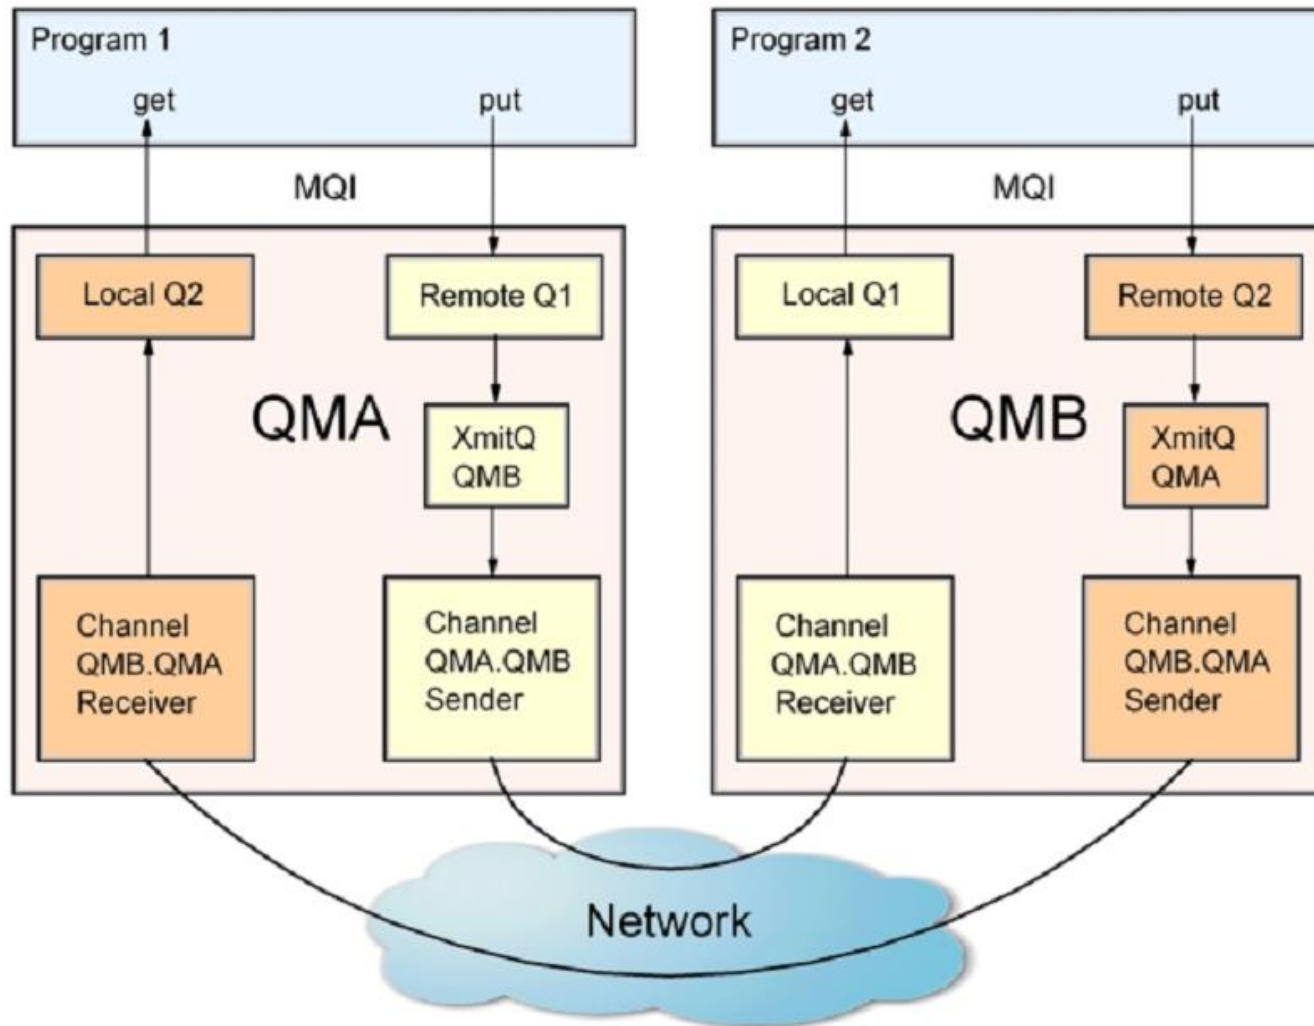 Program 1
get
put
MQI
Local Q2
Remote Q1
QMA
XmitQ
QMB
Channel
QMB.QMA
Receiver
Channel
QMA.QMB
Sender
Program 2
get
put
MQI
Local Q1
Remote Q2
QMB
XmitQ
QMA
Channel
QMA.QMB
Receiver
Channel
QMB.QMA
Sender
Network